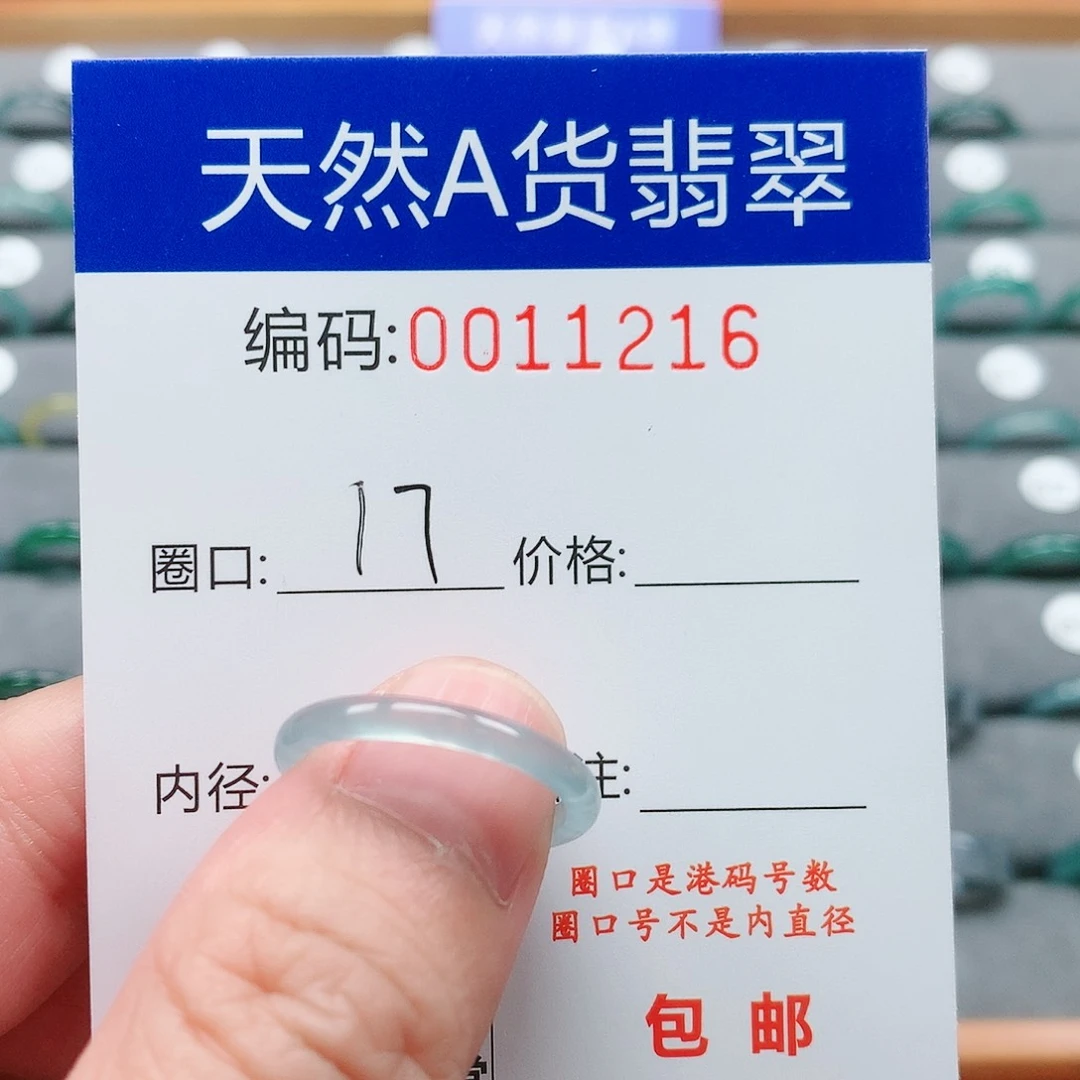 天然A货翡翠
编码:0011216
圈口: 17 价格:
内径: 注:
圈口是港码号数
圈口号不是内直径
包邮